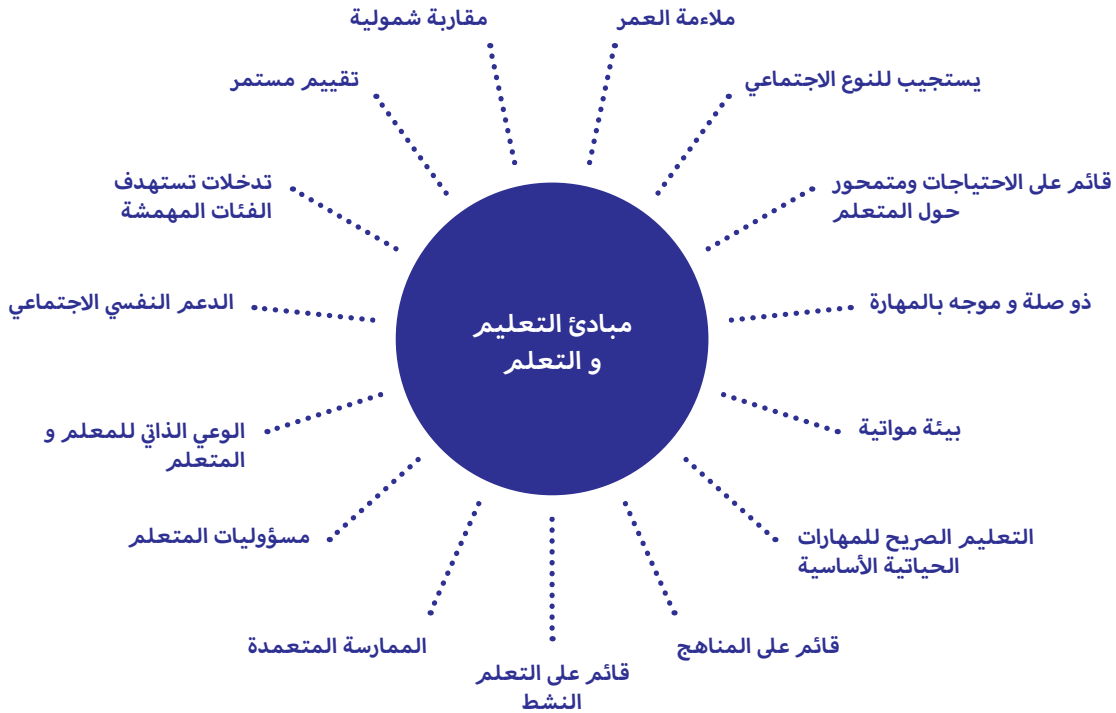 مبادئ التعليم
و التعلم
ملاءمة العمر
يستجيب للنوع الاجتماعي
قائم على الاحتياجات ومتمحور
حول المتعلم
ذو صلة و موجه بالمهارة
بيئة مواتية
التعليم الصريح للمهارات
الحياتية الأساسية
قائم على المناهج
قائم على التعلم
النشط
الممارسة المتعمدة
مسؤوليات المتعلم
الوعي الذاتي للمعلم و
المتعلم
الدعم النفسي الاجتماعي
تدخلات تستهدف
الفئات المهمشة
تقييم مستمر
مقاربة شمولية